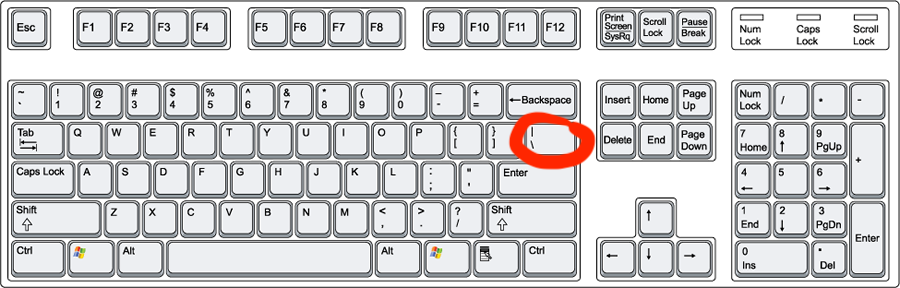 Esc F1 F2 F3 F4 F5 F6 F7 F8 F9 F10 F11 F12 Print Screen SysRq Scroll Lock Pause Break Num Lock Caps Lock Scroll Lock
~ ! @ # $ % ^ & * ( ) – + ←Backspace Insert Home Page Up Num Lock / * -
` 1 2 3 4 5 6 7 8 9 0 - =
Tab Q W E R T Y U I O P { } | Delete End Page Down 7 8 9 +
[ ] \ Home ↑ PgUp
Caps Lock A S D F G H J K L : " Enter 4 5 6
; ' ← →
Shift Z X C V B N M < > ? Shift ↑ 1 2 3 Enter
⇧ , . / ⇧ End ↓ PgDn
Ctrl Alt Alt Ctrl ← ↓ → 0 .
Ins Del